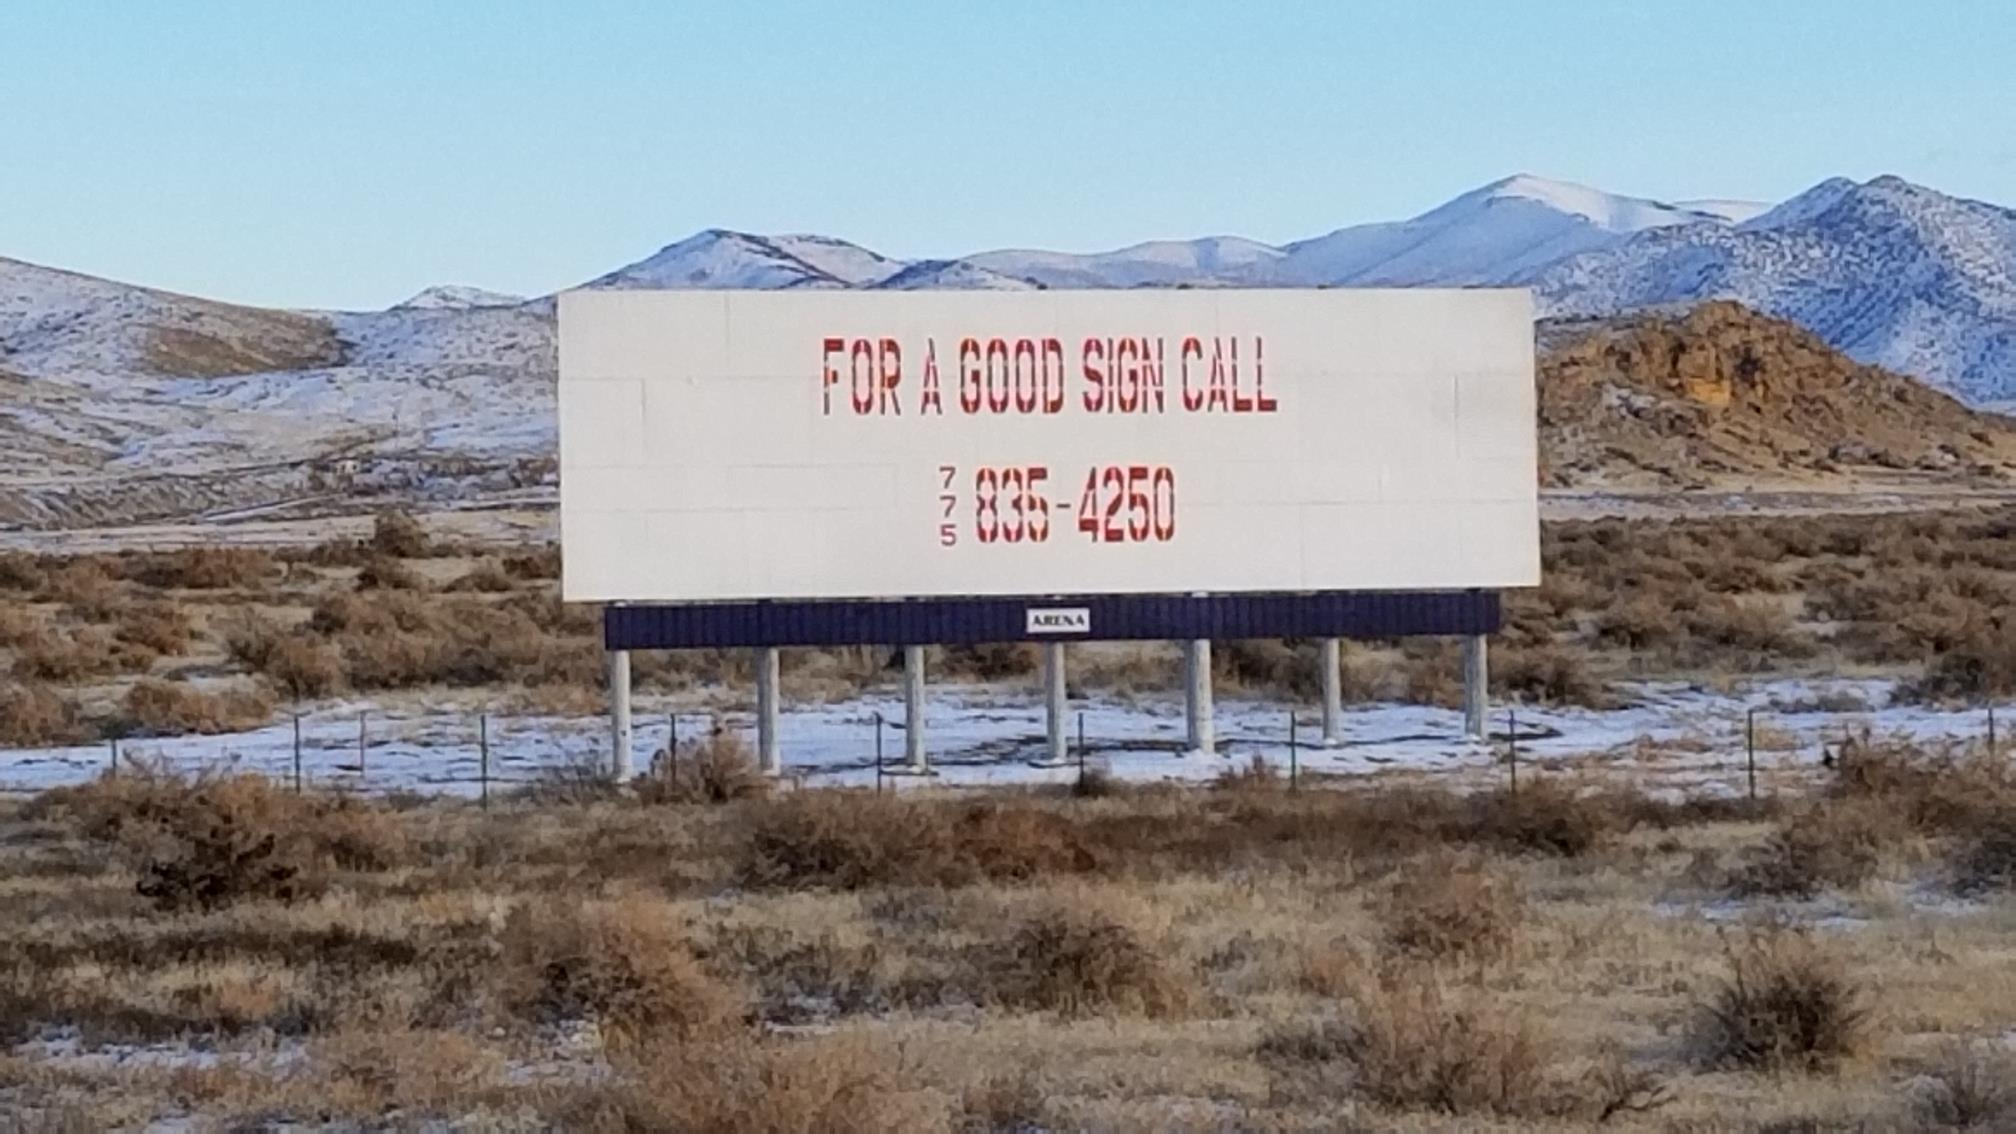 FOR A GOOD SIGN CALL
775 835-4250
ARENA